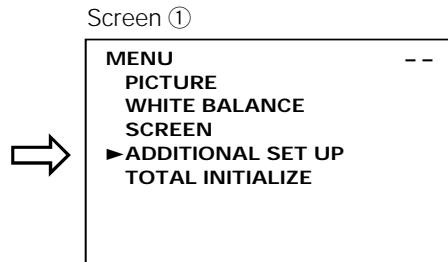 Screen ①
MENU – –
PICTURE
WHITE BALANCE
SCREEN
►ADDITIONAL SET UP
TOTAL INITIALIZE